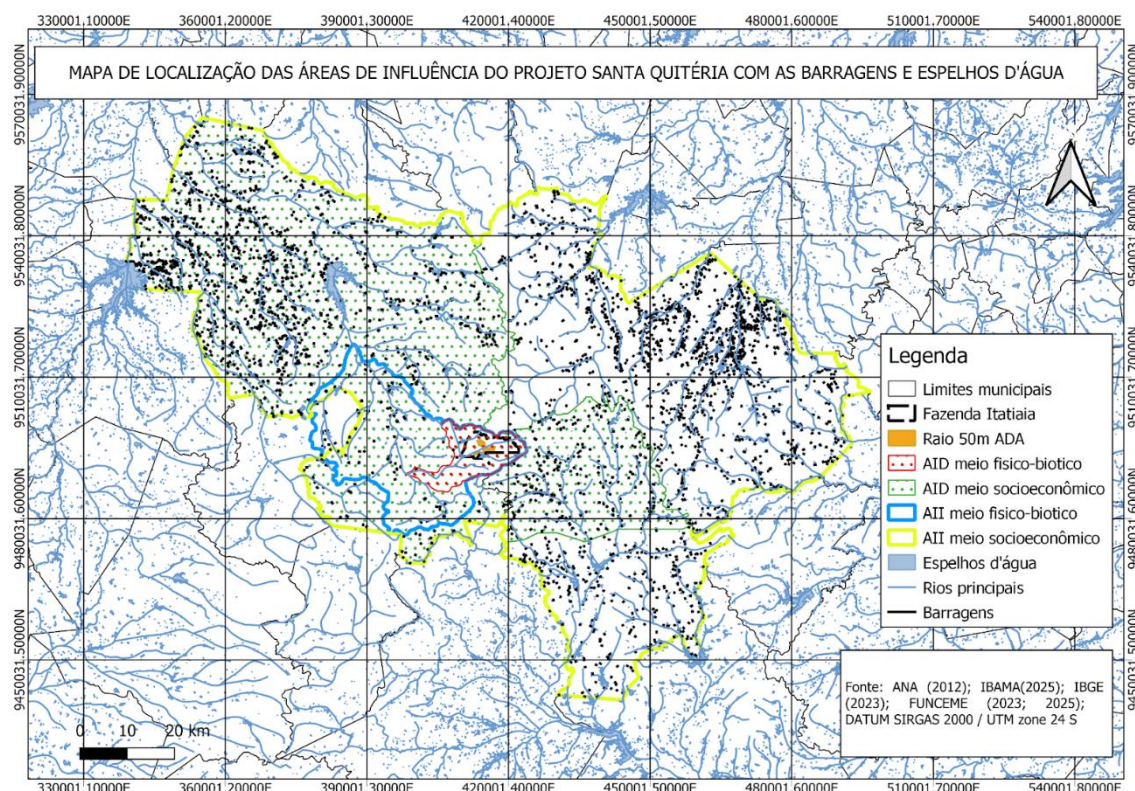 330001.10000E 360001.20000E 390001.30000E 420001.40000E 450001.50000E 480001.60000E 510001.70000E 540001.80000E
MAPA DE LOCALIZAÇÃO DAS ÁREAS DE INFLUÊNCIA DO PROJETO SANTA QUITÉRIA COM AS BARRAGENS E ESPELHOS D'ÁGUA
9570031.90000N
9540031.80000N
9510031.70000N
9480031.60000N
9450031.50000N
9570031.90000N
9540031.80000N
9510031.70000N
9480031.60000N
9450031.50000N
Legenda
Limites municipais
Fazenda Itatiaia
Raio 50m ADA
AID meio fisico-biotico
AID meio socioeconômico
AII meio fisico-biotico
AII meio socioeconômico
Espelhos d'água
Rios principais
Barragens
Fonte: ANA (2012); IBAMA(2025); IBGE
(2023); FUNCEME (2023; 2025);
DATUM SIRGAS 2000 / UTM zone 24 S
0 10 20 km
330001.10000E 360001.20000E 390001.30000E 420001.40000E 450001.50000E 480001.60000E 510001.70000E 540001.80000E